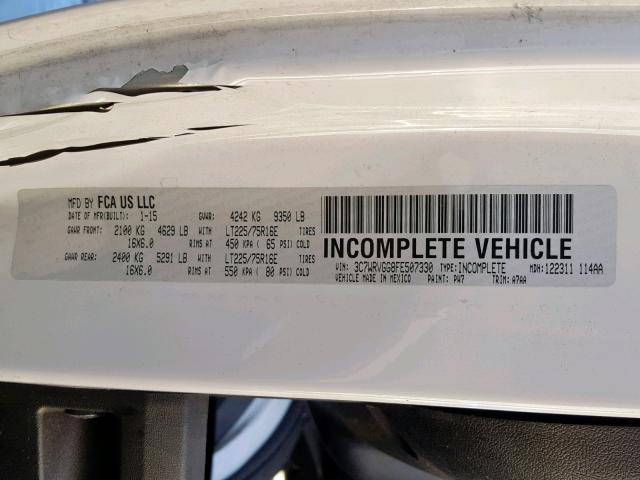 MFD BY FCA US LLC
DATE OF MFR(BUILT): 1-15 GVWR: 4242 KG 9350 LB
GAWR FRONT: 2100 KG 4629 LB WITH LT225/75R16E TIRES
16X6.0 RIMS AT 450 KPA ( 65 PSI) COLD
GAWR REAR: 2400 KG 5291 LB WITH LT225/75R16E TIRES
16X6.0 RIMS AT 550 KPA ( 80 PSI) COLD
INCOMPLETE VEHICLE
VIN: 3C7WRVGG8FE507330 TYPE:INCOMPLETE MDH:122311 114AA
VEHICLE MADE IN MEXICO PAINT: PW7 TRIM: A7AA